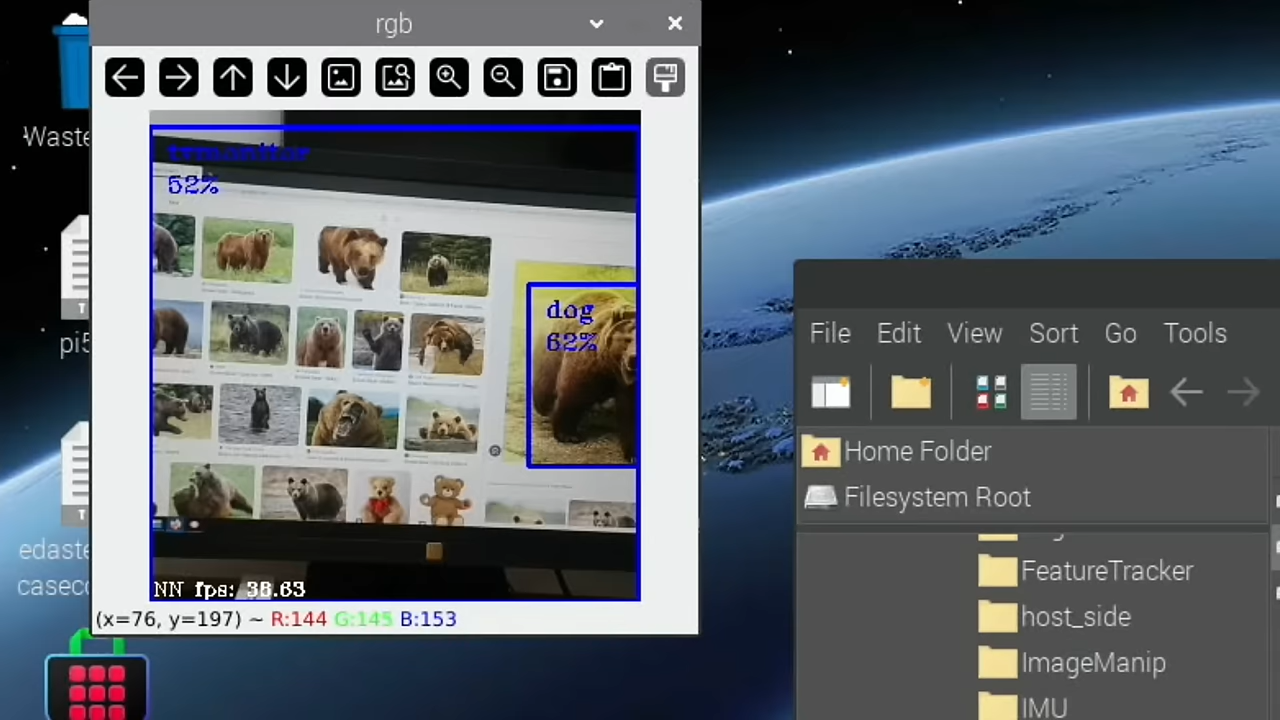 rgb
Waste
tvmonitor
52%
dog
62%
pi5
File Edit View Sort Go Tools
Home Folder
Filesystem Root
edaste
casecc
FeatureTracker
NN fps: 38.63
host_side
(x=76, y=197) ~ R:144 G:145 B:153
ImageManip
IMU